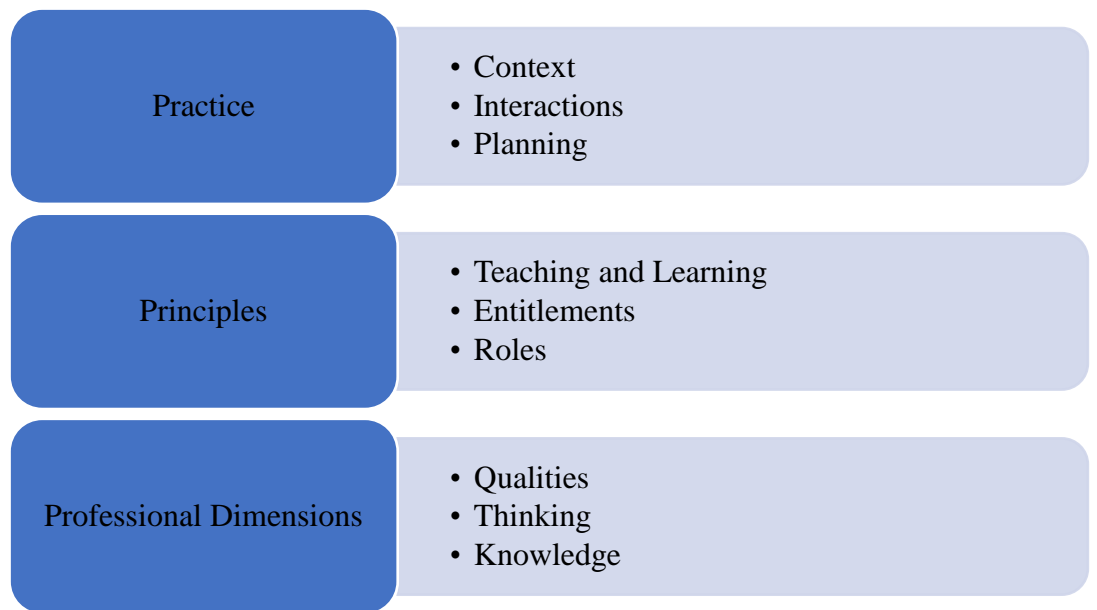 Practice
• Context
• Interactions
• Planning
Principles
• Teaching and Learning
• Entitlements
• Roles
Professional Dimensions
• Qualities
• Thinking
• Knowledge